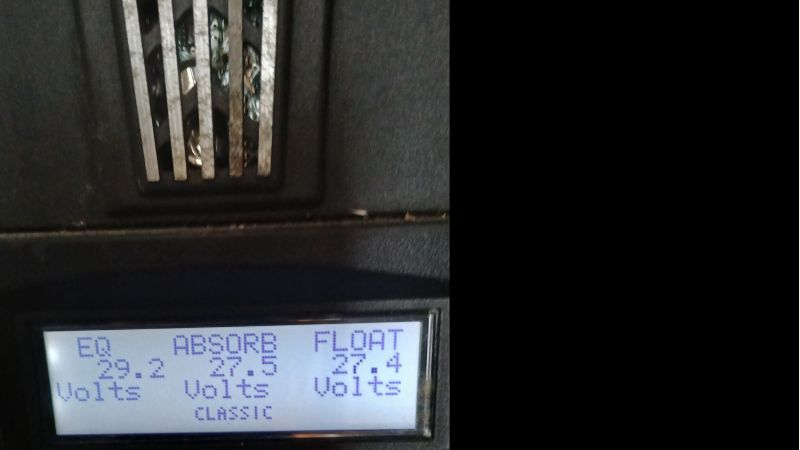 EQ ABSORB FLOAT
29.2 27.5 27.4
Volts Volts Volts
CLASSIC